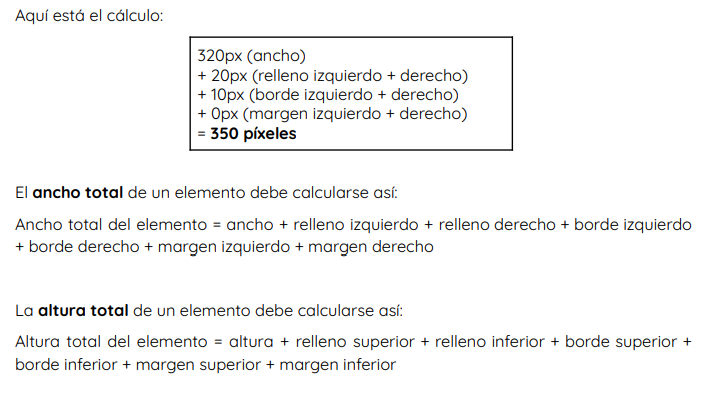 Aquí está el cálculo:
320px (ancho)
+ 20px (relleno izquierdo + derecho)
+ 10px (borde izquierdo + derecho)
+ 0px (margen izquierdo + derecho)
= 350 píxeles
El ancho total de un elemento debe calcularse así:
Ancho total del elemento = ancho + relleno izquierdo + relleno derecho + borde izquierdo
+ borde derecho + margen izquierdo + margen derecho
La altura total de un elemento debe calcularse así:
Altura total del elemento = altura + relleno superior + relleno inferior + borde superior +
borde inferior + margen superior + margen inferior